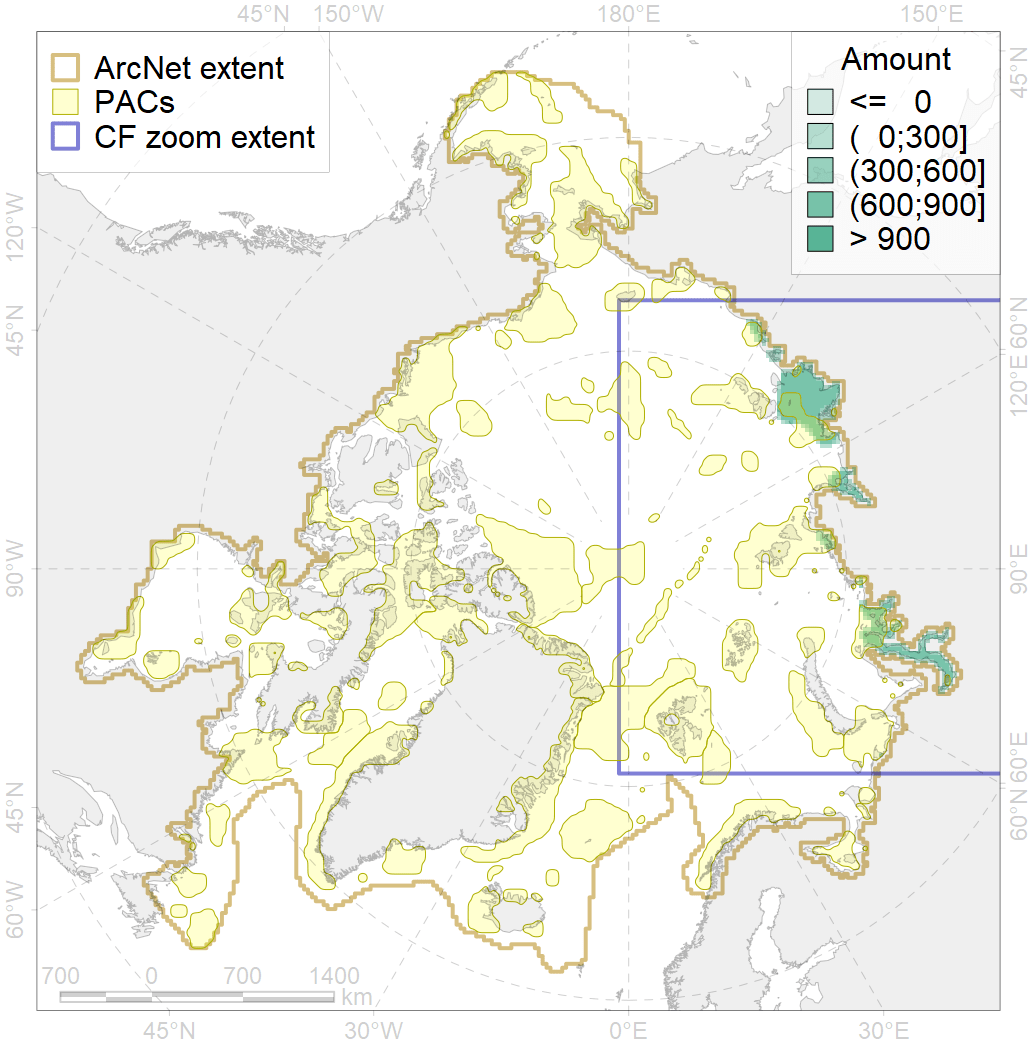 45°N 150°W 180°E 150°E
ArcNet extent
PACs
CF zoom extent
Amount
<= 0
( 0;300]
(300;600]
(600;900]
> 900
45°N
120°W
45°N
90°W
45°N
60°W
60°N
120°E
90°E
60°E
60°N
700 0 700 1400
km
45°N 30°W 0°E 30°E